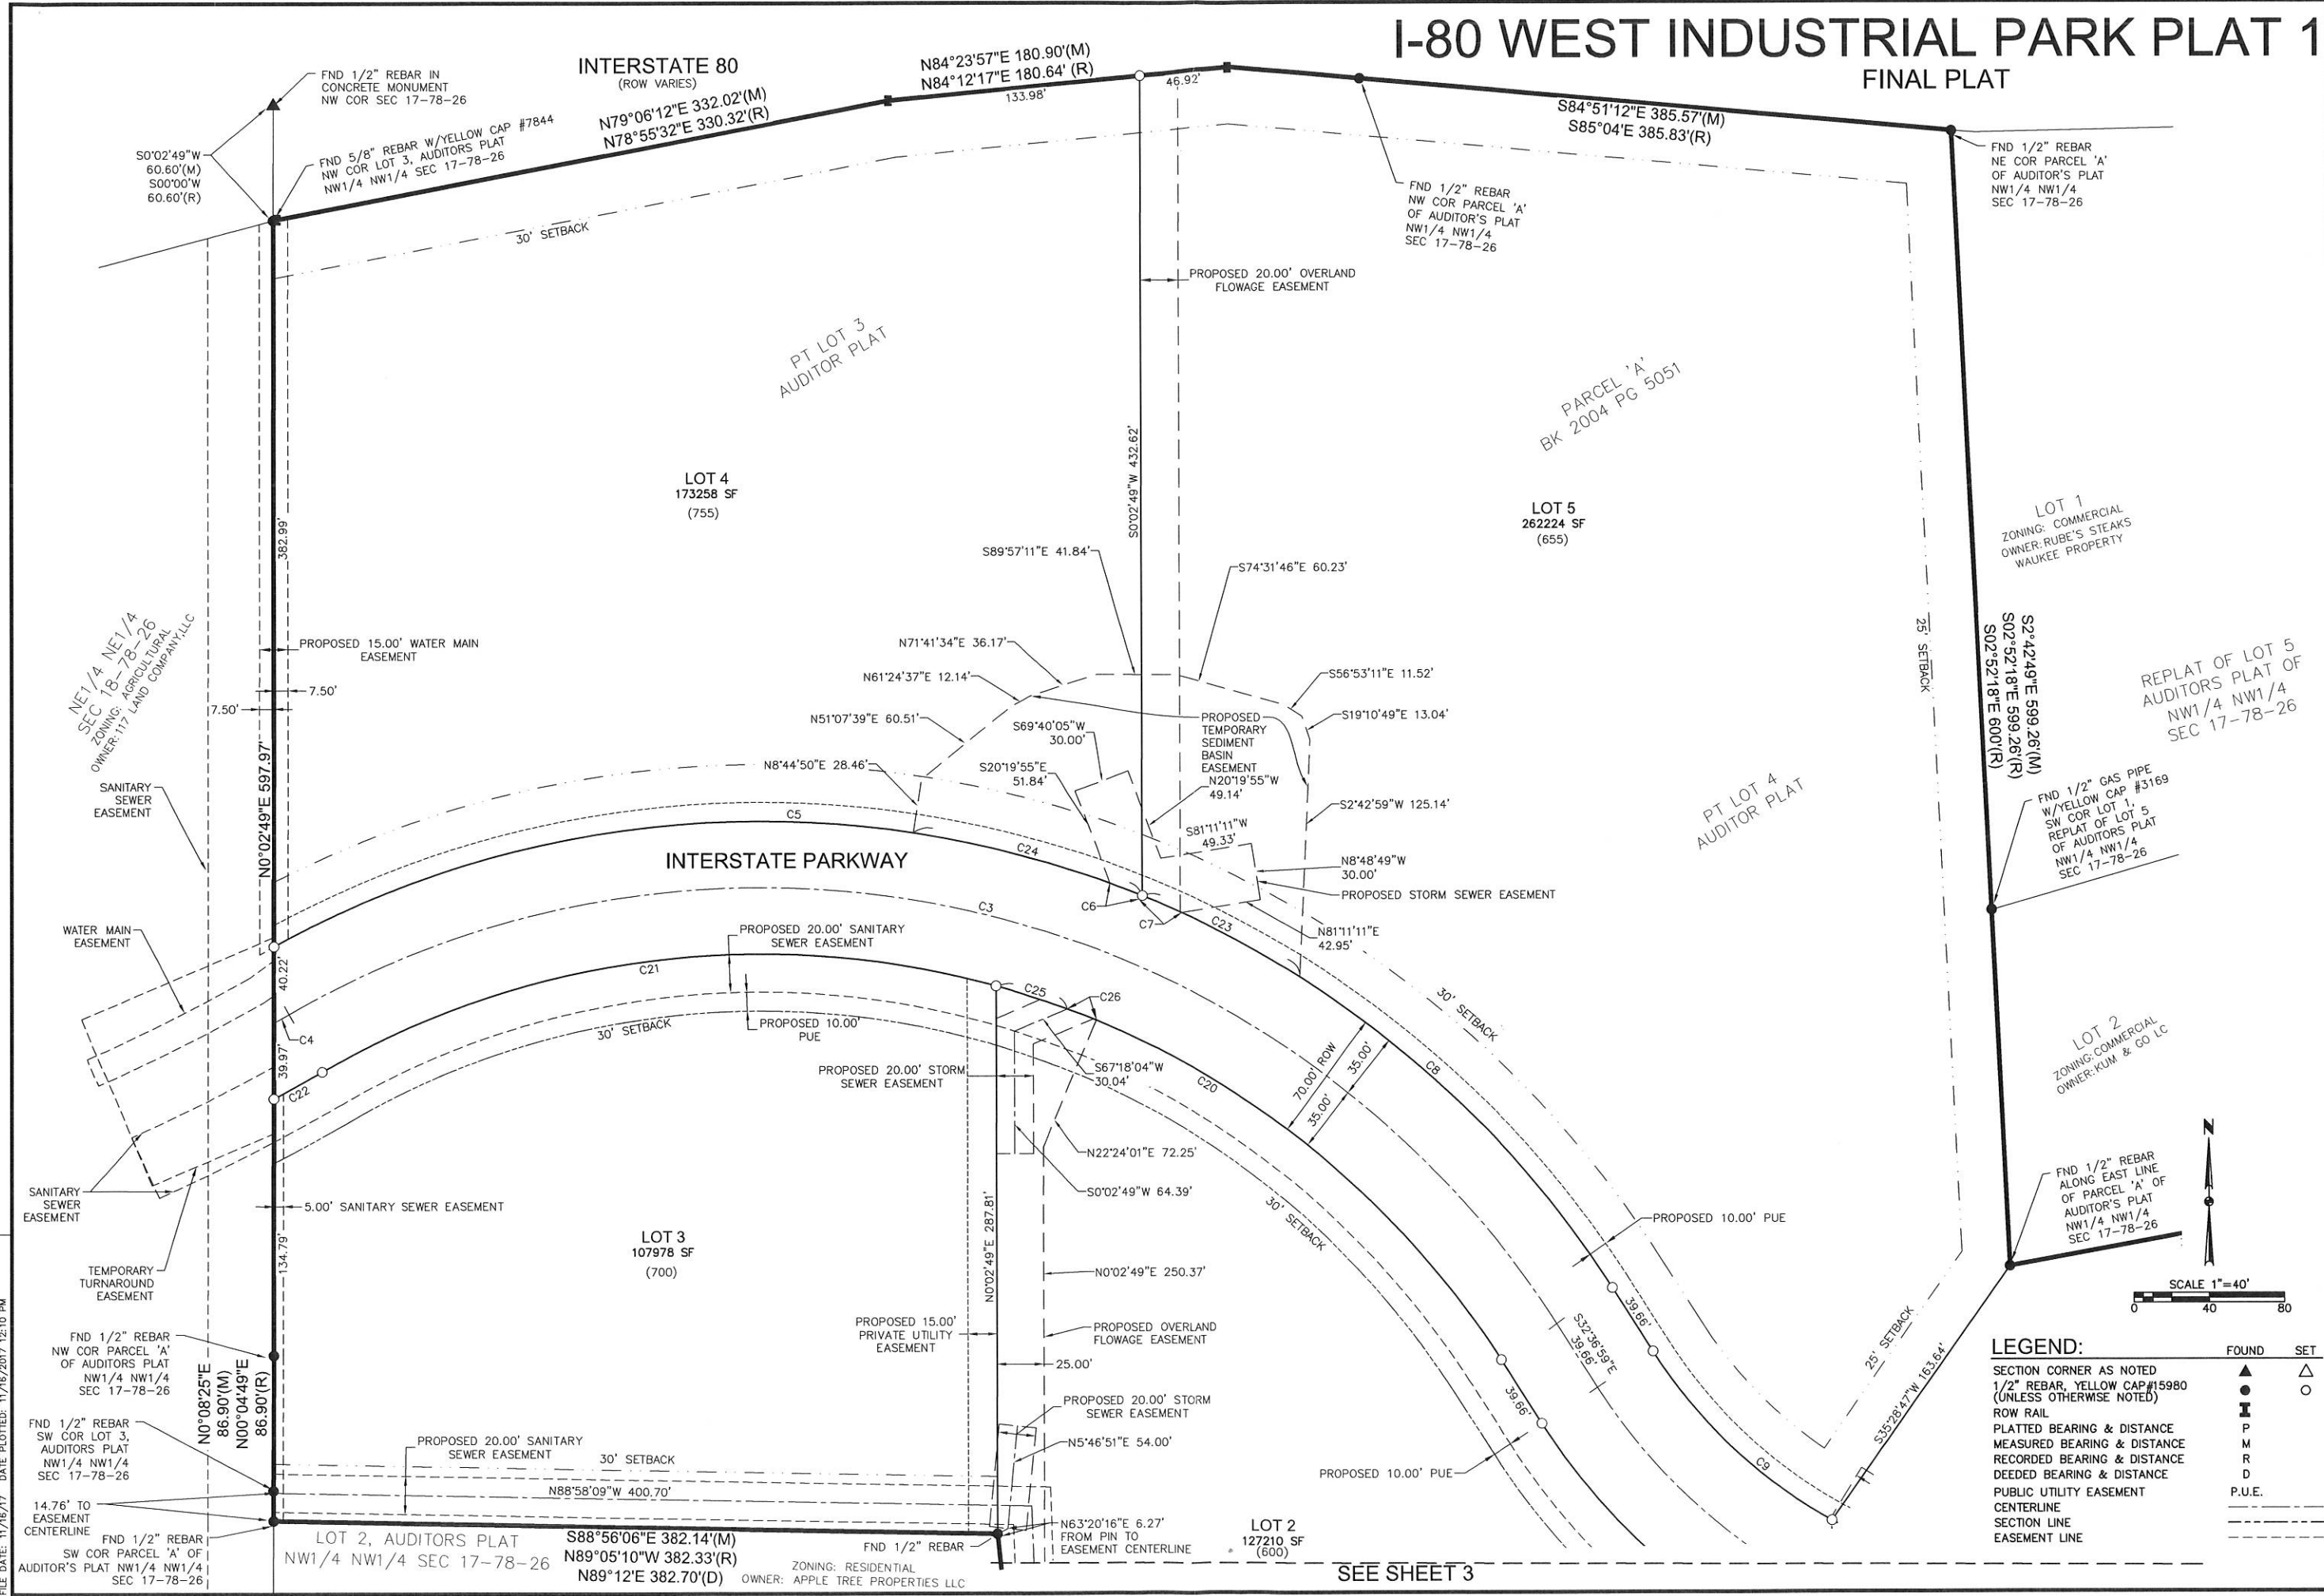 I-80 WEST INDUSTRIAL PARK PLAT 1
FINAL PLAT
INTERSTATE 80
(ROW VARIES)
FND 1/2" REBAR IN
CONCRETE MONUMENT
NW COR SEC 17-78-26
S0°02'49"W
60.60'(M)
S00°00'W
60.60'(R)
FND 5/8" REBAR W/YELLOW CAP #7844
NW COR LOT 3, AUDITORS PLAT
NW1/4 NW1/4 SEC 17-78-26
N79°06'12"E 332.02'(M)
N78°55'32"E 330.32'(R)
N84°23'57"E 180.90'(M)
N84°12'17"E 180.64' (R)
133.98'
46.92'
S84°51'12"E 385.57'(M)
S85°04'E 385.83'(R)
FND 1/2" REBAR
NE COR PARCEL 'A'
OF AUDITOR'S PLAT
NW1/4 NW1/4
SEC 17-78-26
FND 1/2" REBAR
NW COR PARCEL 'A'
OF AUDITOR'S PLAT
NW1/4 NW1/4
SEC 17-78-26
30' SETBACK
PROPOSED 20.00' OVERLAND
FLOWAGE EASEMENT
PT LOT 3
AUDITOR PLAT
PARCEL 'A'
BK 2004 PG 5051
S0°02'49"W 432.62'
LOT 4
173258 SF
(755)
LOT 5
262224 SF
(655)
382.99'
25' SETBACK
LOT 1
ZONING: COMMERCIAL
OWNER:RUBE'S STEAKS
WAUKEE PROPERTY
S2°42'49"E 599.26'(M)
S02°52'18"E 599.26'(R)
S02°52'18"E 600'(R)
REPLAT OF LOT 5
AUDITORS PLAT OF
NW1/4 NW1/4
SEC 17-78-26
NE1/4 NE1/4
SEC 18-78-26
ZONING: AGRICULTURAL
OWNER:117 LAND COMPANY,LLC
PROPOSED 15.00' WATER MAIN
EASEMENT
7.50'
7.50'
N0°02'49"E 597.97'
S89°57'11"E 41.84'
S74°31'46"E 60.23'
N71°41'34"E 36.17'
N61°24'37"E 12.14'
S56°53'11"E 11.52'
S19°10'49"E 13.04'
N51°07'39"E 60.51'
S69°40'05"W
30.00'
PROPOSED
TEMPORARY
SEDIMENT
BASIN
EASEMENT
N8°44'50"E 28.46'
S20°19'55"E
51.84'
N20°19'55"W
49.14'
S2°42'59"W 125.14'
S81°11'11"W
49.33'
N8°48'49"W
30.00'
PROPOSED STORM SEWER EASEMENT
N81°11'11"E
42.95'
PT LOT 4
AUDITOR PLAT
FND 1/2" GAS PIPE
W/YELLOW CAP #3169
SW COR LOT 1,
REPLAT OF LOT 5
OF AUDITORS PLAT
NW1/4 NW1/4
SEC 17-78-26
SANITARY
SEWER
EASEMENT
C5
C24
INTERSTATE PARKWAY
C6
C7
C23
C3
WATER MAIN
EASEMENT
40.22'
PROPOSED 20.00' SANITARY
SEWER EASEMENT
C21
C25
C26
30' SETBACK
PROPOSED 10.00'
PUE
30' SETBACK
C4
39.97'
C22
PROPOSED 20.00' STORM
SEWER EASEMENT
S67°18'04"W
30.04'
C20
70.00' ROW
35.00'
35.00'
C8
LOT 2
ZONING:COMMERCIAL
OWNER:KUM & GO LC
N22°24'01"E 72.25'
S0°02'49"W 64.39'
SANITARY
SEWER
EASEMENT
5.00' SANITARY SEWER EASEMENT
LOT 3
107978 SF
(700)
134.79'
N0°02'49"E 287.81'
30' SETBACK
PROPOSED 10.00' PUE
FND 1/2" REBAR
ALONG EAST LINE
OF PARCEL 'A' OF
AUDITOR'S PLAT
NW1/4 NW1/4
SEC 17-78-26
N
TEMPORARY
TURNAROUND
EASEMENT
N0°02'49"E 250.37'
PROPOSED 15.00'
PRIVATE UTILITY
EASEMENT
PROPOSED OVERLAND
FLOWAGE EASEMENT
25.00'
39.66'
S32°36'59"E
39.66'
39.66'
25' SETBACK
S35°28'47"W 163.64'
SCALE 1"=40'
0 40 80
FND 1/2" REBAR
NW COR PARCEL 'A'
OF AUDITORS PLAT
NW1/4 NW1/4
SEC 17-78-26
N0°08'25"E
86.90'(M)
N00°04'49"E
86.90'(R)
FND 1/2" REBAR
SW COR LOT 3,
AUDITORS PLAT
NW1/4 NW1/4
SEC 17-78-26
PROPOSED 20.00' SANITARY
SEWER EASEMENT
30' SETBACK
PROPOSED 20.00' STORM
SEWER EASEMENT
N5°46'51"E 54.00'
PROPOSED 10.00' PUE
C9
N88°58'09"W 400.70'
14.76' TO
EASEMENT
CENTERLINE
FND 1/2" REBAR
SW COR PARCEL 'A' OF
AUDITOR'S PLAT NW1/4 NW1/4
SEC 17-78-26
LOT 2, AUDITORS PLAT
NW1/4 NW1/4 SEC 17-78-26
S88°56'06"E 382.14'(M)
N89°05'10"W 382.33'(R)
N89°12'E 382.70'(D)
ZONING: RESIDENTIAL
OWNER: APPLE TREE PROPERTIES LLC
FND 1/2" REBAR
N63°20'16"E 6.27'
FROM PIN TO
EASEMENT CENTERLINE
LOT 2
127210 SF
(600)
SEE SHEET 3
LEGEND: FOUND SET
SECTION CORNER AS NOTED
1/2" REBAR, YELLOW CAP#15980
(UNLESS OTHERWISE NOTED)
ROW RAIL
PLATTED BEARING & DISTANCE P
MEASURED BEARING & DISTANCE M
RECORDED BEARING & DISTANCE R
DEEDED BEARING & DISTANCE D
PUBLIC UTILITY EASEMENT P.U.E.
CENTERLINE
SECTION LINE
EASEMENT LINE
FILE DATE: 11/16/17 DATE PLOTTED: 11/16/2017 12:10 PM